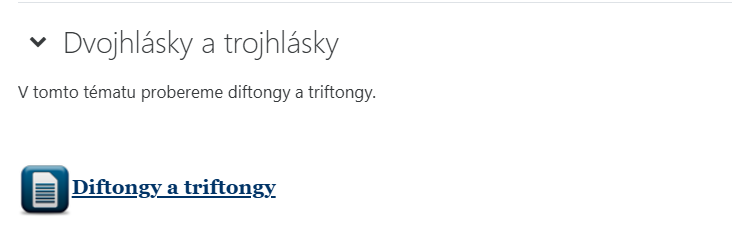 Dvojhlásky a trojhlásky
V tomto tématu probereme diftongy a triftongy.
Diftongy a triftongy